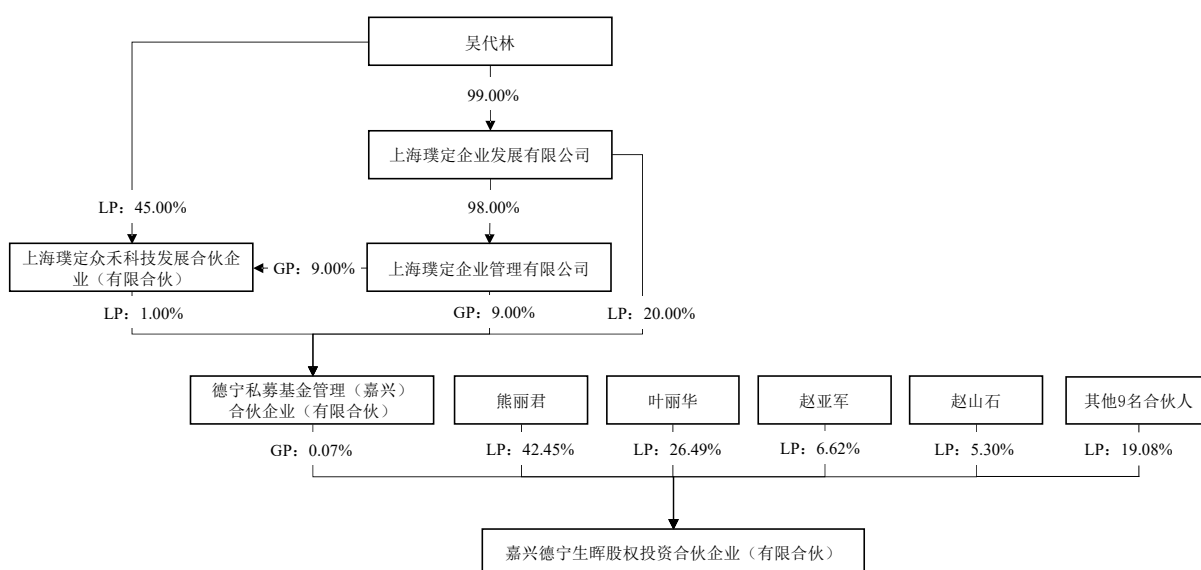 吴代林
99.00%
上海璞定企业发展有限公司
LP：45.00%
98.00%
上海璞定众禾科技发展合伙企
业（有限合伙）
GP：9.00%
上海璞定企业管理有限公司
LP：1.00%
GP：9.00%
LP：20.00%
德宁私募基金管理（嘉兴）
合伙企业（有限合伙）
熊丽君
叶丽华
赵亚军
赵山石
其他9名合伙人
GP：0.07%
LP：42.45%
LP：26.49%
LP：6.62%
LP：5.30%
LP：19.08%
嘉兴德宁生晖股权投资合伙企业（有限合伙）